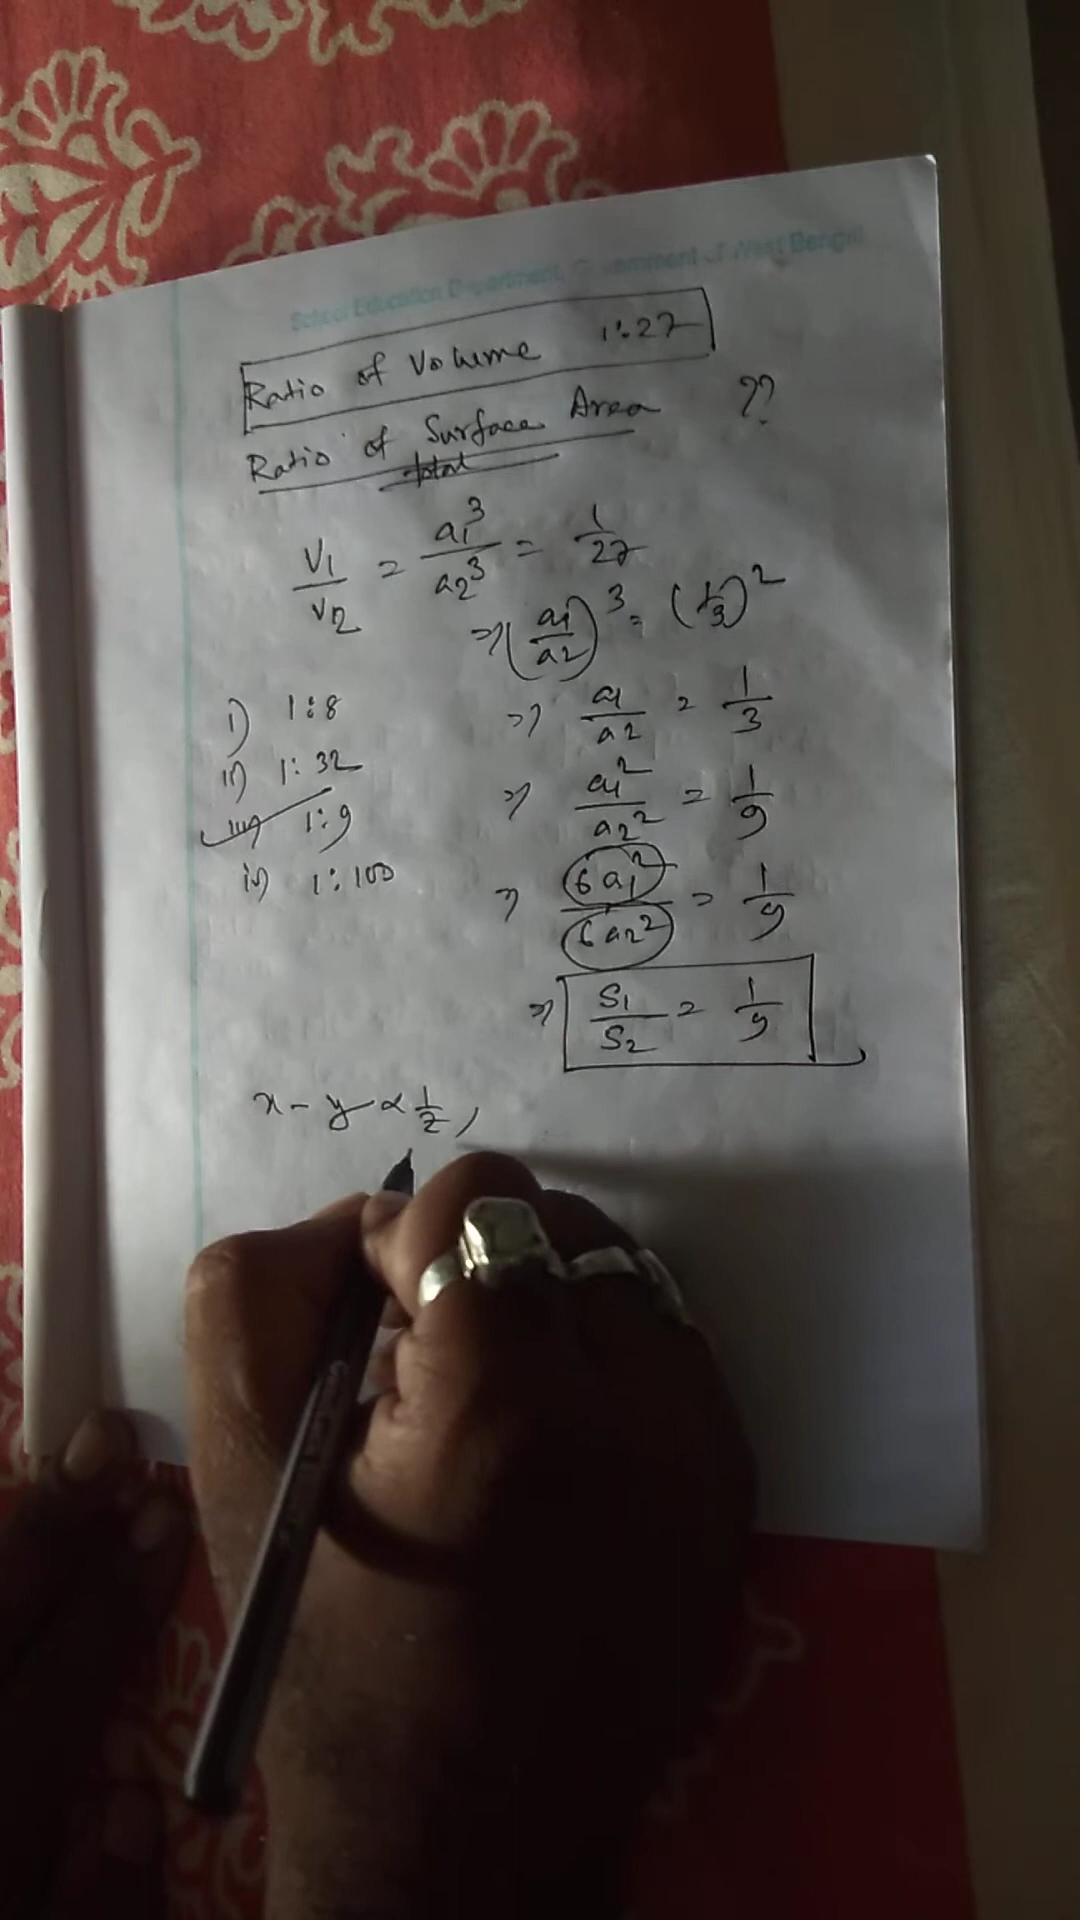 School Education Department, Government of West Bengal
Ratio of Volume 1:27
Ratio of Surface Area ??
total
V1/V2 = a1³/a2³ = 1/27
⇒ (a1/a2)³ = (1/3)²
i) 1:8
⇒ a1/a2 = 1/3
ii) 1:32
⇒ a1²/a2² = 1/9
iii) 1:9
iv) 1:100
⇒ 6a1²/6a2² = 1/9
⇒ S1/S2 = 1/9
x - y ∝ 1/z,